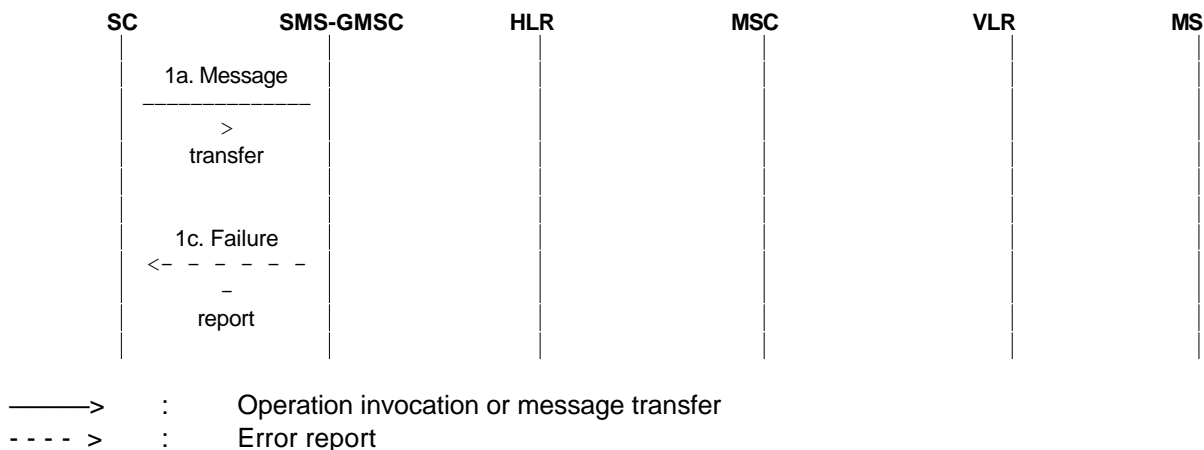 SC SMS-GMSC HLR MSC VLR MS
1a. Message
>
transfer
1c. Failure
<- - - - - -
-
report
———> : Operation invocation or message transfer
- - - - > : Error report